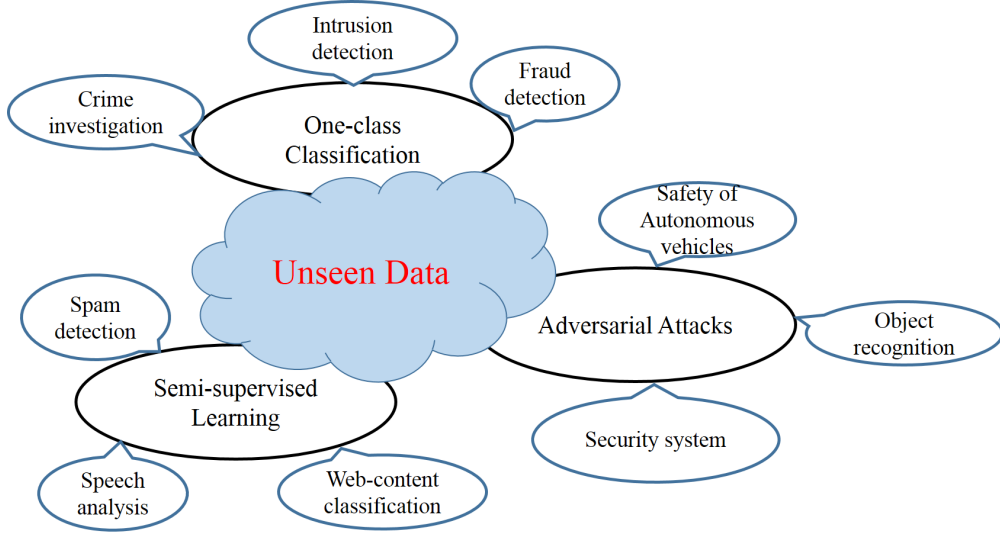 Intrusion
detection
Fraud
detection
Crime
investigation
One-class
Classification
Safety of
Autonomous
vehicles
Unseen Data
Spam
detection
Adversarial Attacks
Object
recognition
Semi-supervised
Learning
Security system
Speech
analysis
Web-content
classification